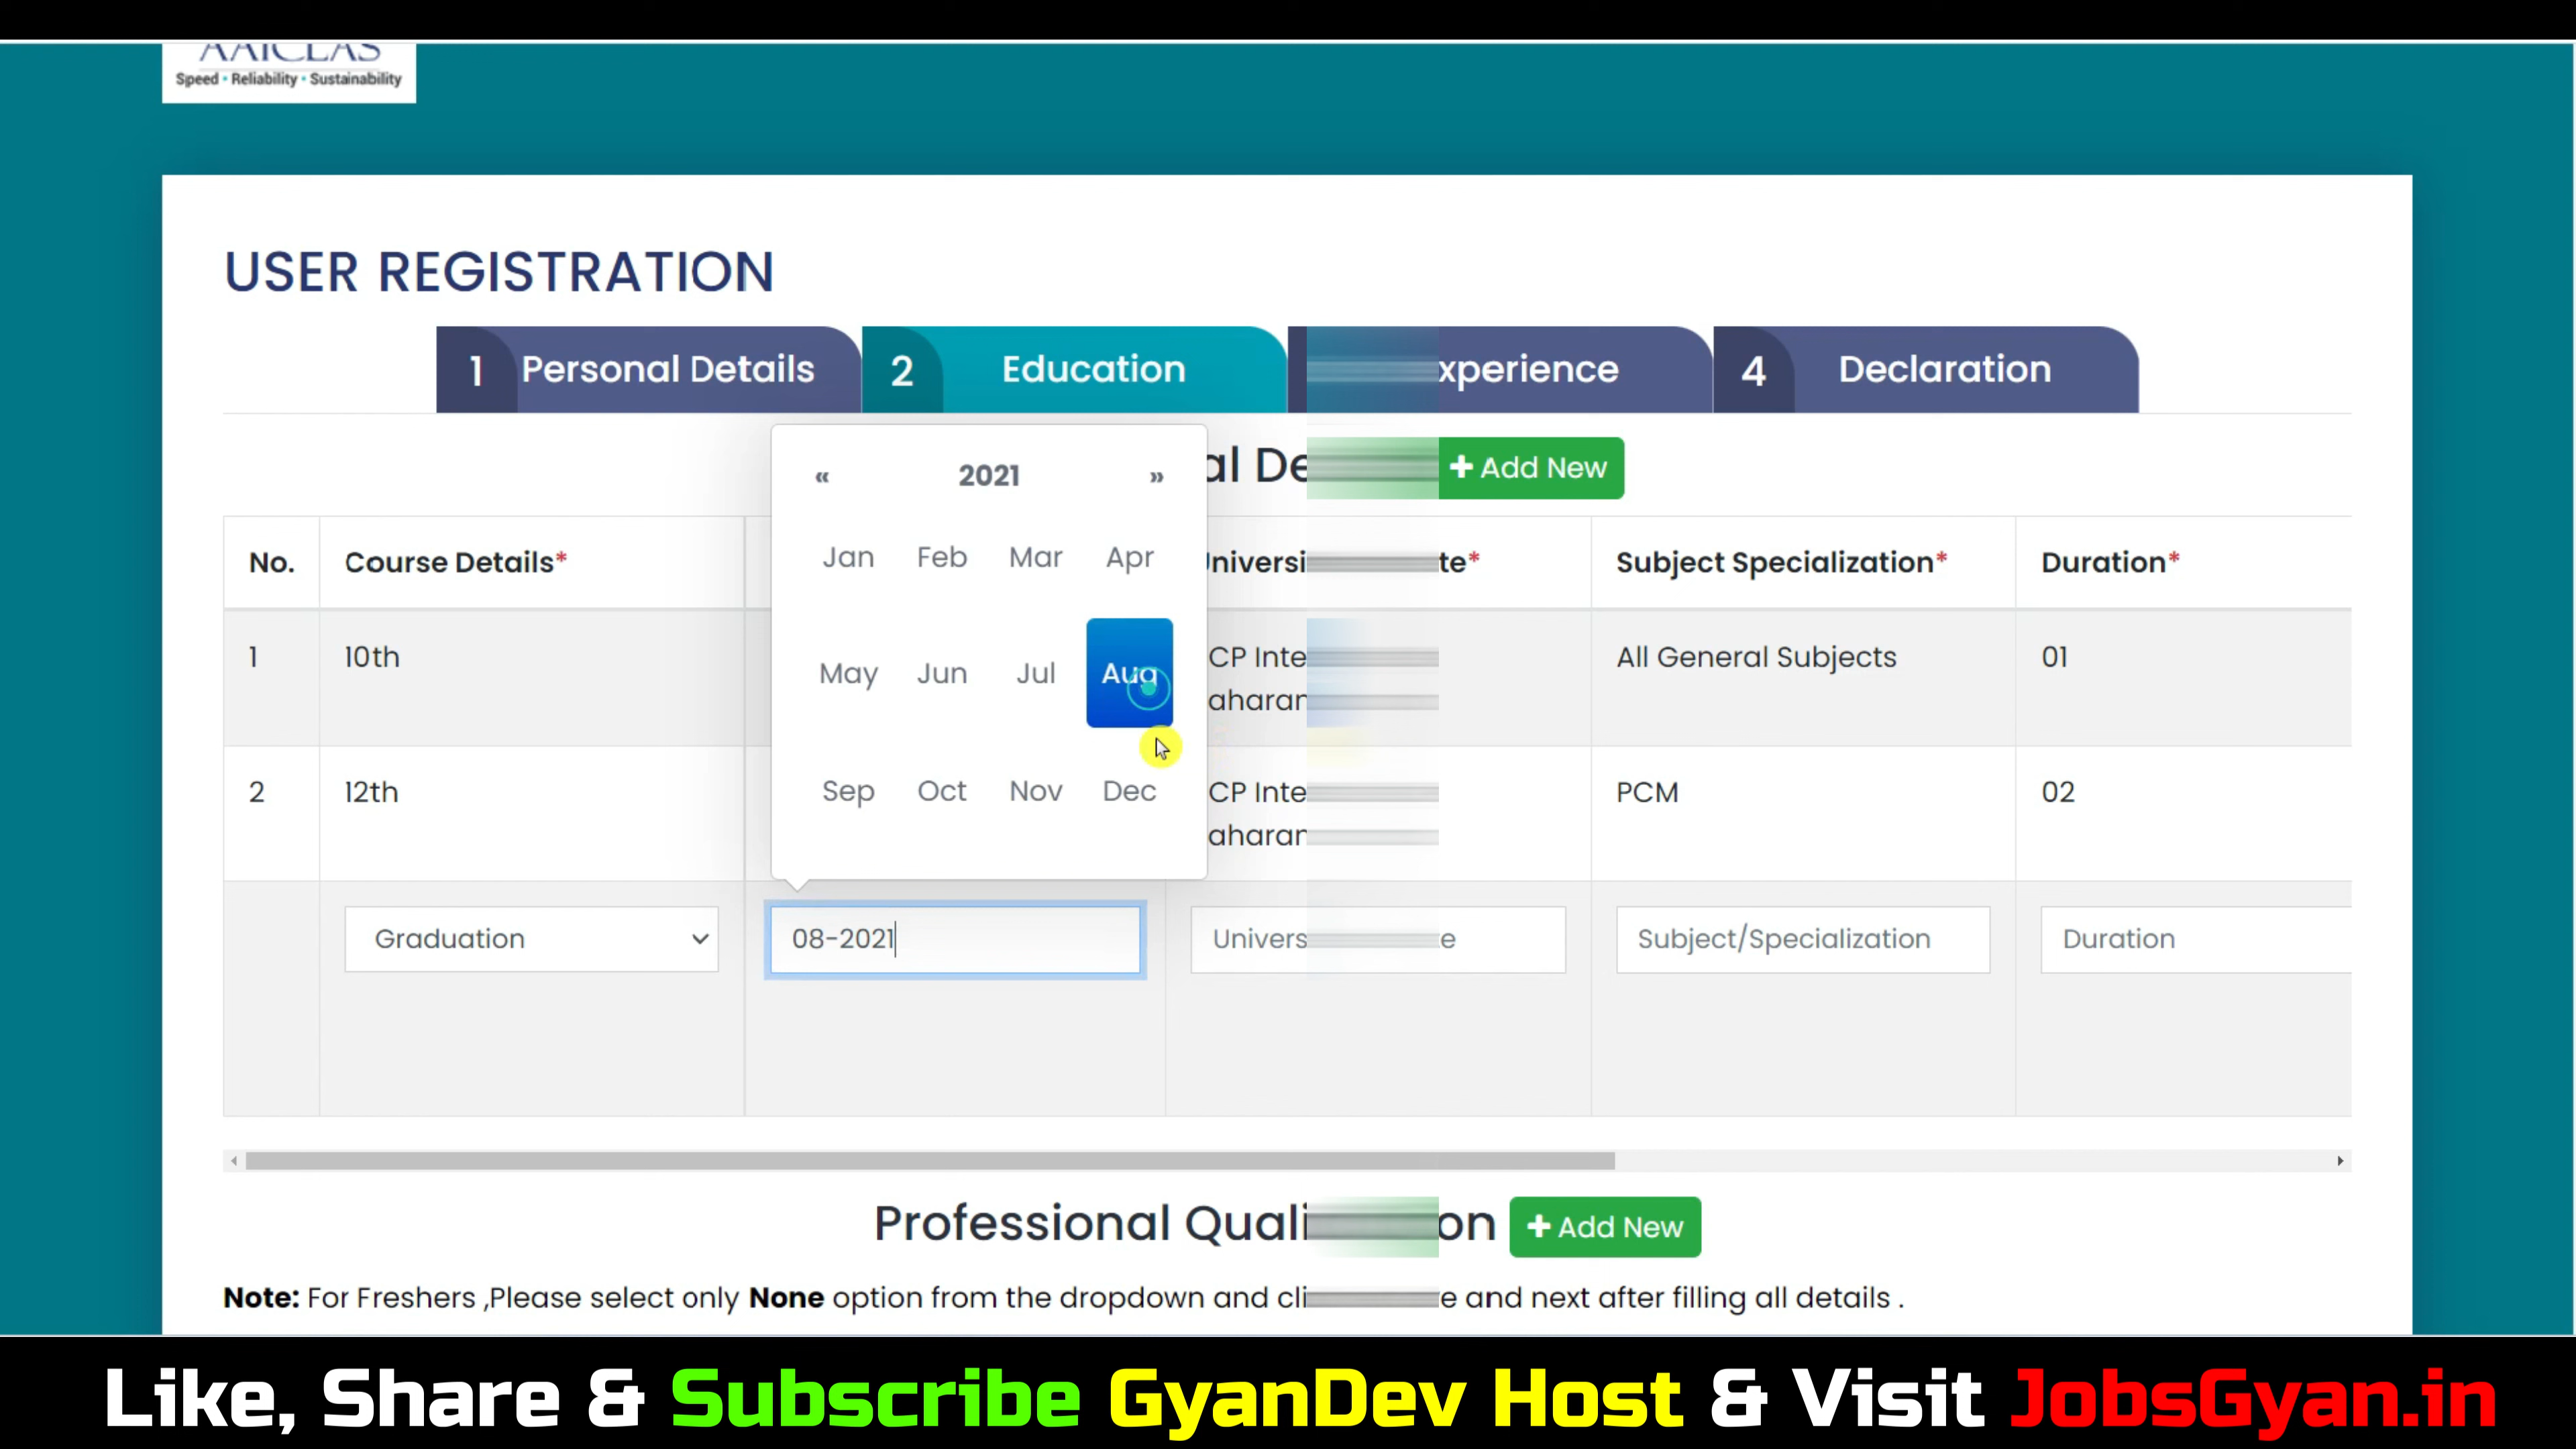 AAICLAS
Speed • Reliability • Sustainability
USER REGISTRATION
1 Personal Details 2 Education xperience 4 Declaration
al De + Add New
« 2021 »
Jan Feb Mar Apr
May Jun Jul Aug
Sep Oct Nov Dec
No. Course Details* Subject Specialization* Duration*
1 10th CP Inte All General Subjects 01
aharan
2 12th CP Inte PCM 02
aharan
Graduation 08-2021 Subject/Specialization Duration
Professional Quali on + Add New
Note: For Freshers ,Please select only None option from the dropdown and cli e and next after filling all details .
Like, Share & Subscribe GyanDev Host & Visit JobsGyan.in